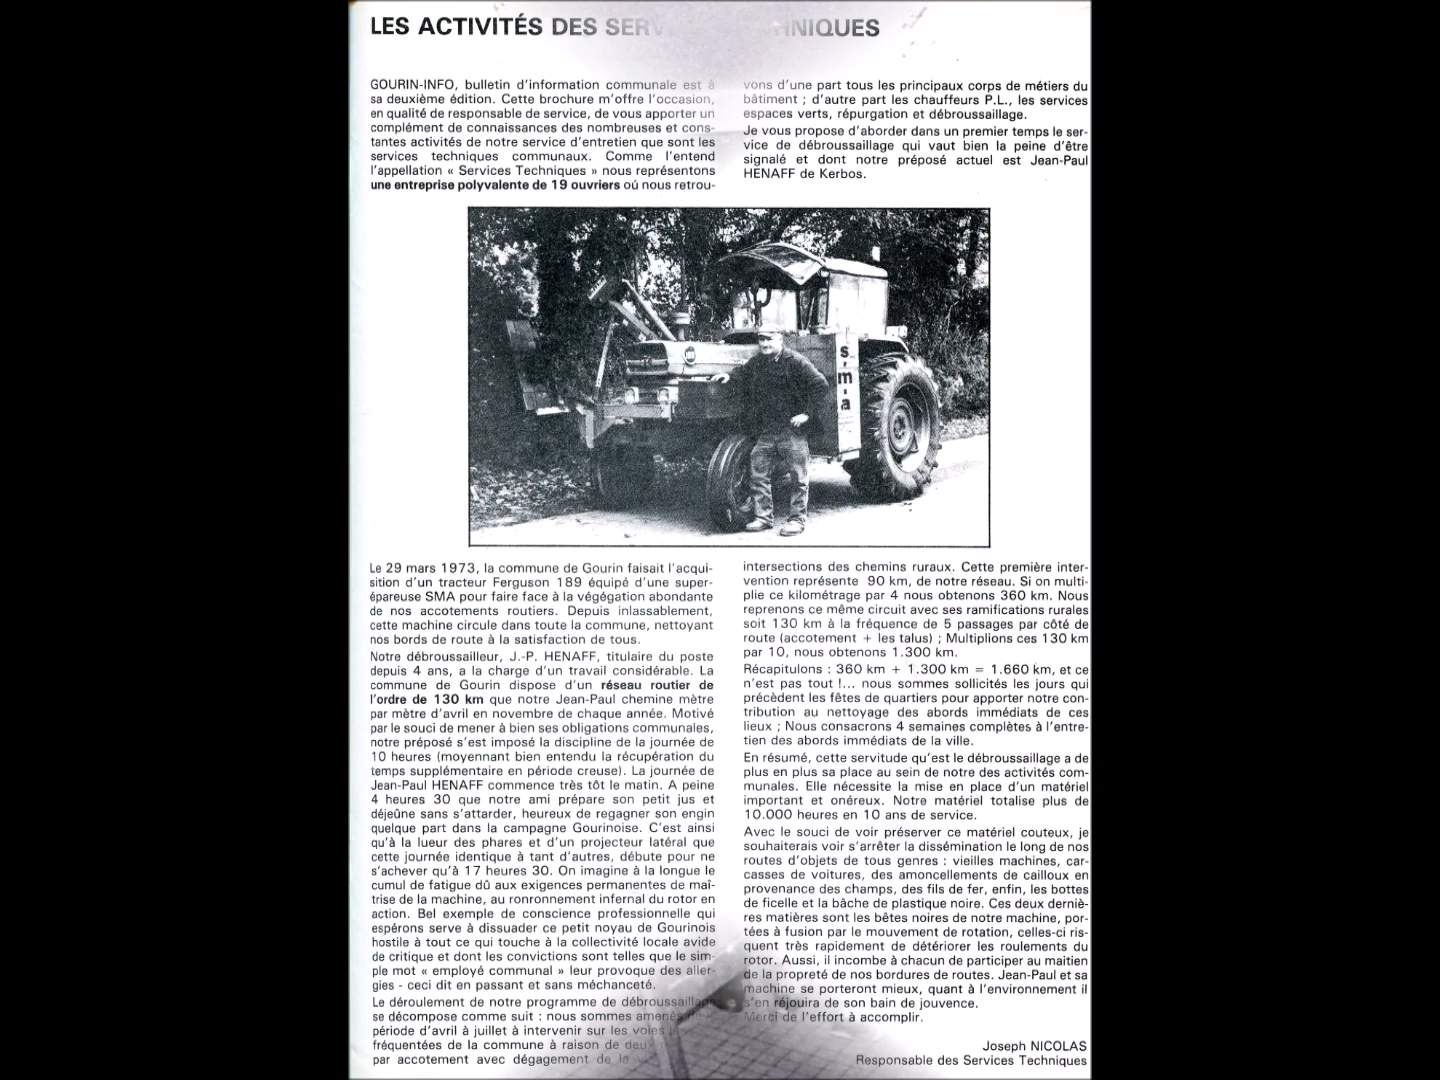 LES ACTIVITÉS DES SER NIQUES
GOURIN-INFO, bulletin d'information communale est à
sa deuxième édition. Cette brochure m'offre l'occasion,
en qualité de responsable de service, de vous apporter un
complément de connaissances des nombreuses et cons-
tantes activités de notre service d'entretien que sont les
services techniques communaux. Comme l'entend
l'appellation « Services Techniques » nous représentons
une entreprise polyvalente de 19 ouvriers oú nous retrou-
vons d'une part tous les principaux corps de métiers du
bâtiment ; d'autre part les chauffeurs P.L., les services
espaces verts, répurgation et débroussaillage.
Je vous propose d'aborder dans un premier temps le ser-
vice de débroussaillage qui vaut bien la peine d'être
signalé et dont notre préposé actuel est Jean-Paul
HENAFF de Kerbos.
s.m.a
Le 29 mars 1973, la commune de Gourin faisait l'acqui-
sition d'un tracteur Ferguson 189 équipé d'une super-
épareuse SMA pour faire face à la végégation abondante
de nos accotements routiers. Depuis inlassablement,
cette machine circule dans toute la commune, nettoyant
nos bords de route à la satisfaction de tous.
Notre débroussailleur, J.-P. HENAFF, titulaire du poste
depuis 4 ans, a la charge d'un travail considérable. La
commune de Gourin dispose d'un réseau routier de
l'ordre de 130 km que notre Jean-Paul chemine mètre
par mètre d'avril en novembre de chaque année. Motivé
par le souci de mener à bien ses obligations communales,
notre préposé s'est imposé la discipline de la journée de
10 heures (moyennant bien entendu la récupération du
temps supplémentaire en période creuse). La journée de
Jean-Paul HENAFF commence très tôt le matin. A peine
4 heures 30 que notre ami prépare son petit jus et
déjeûne sans s'attarder, heureux de regagner son engin
quelque part dans la campagne Gourinoise. C'est ainsi
qu'à la lueur des phares et d'un projecteur latéral que
cette journée identique à tant d'autres, débute pour ne
s'achever qu'à 17 heures 30. On imagine à la longue le
cumul de fatigue dû aux exigences permanentes de maî-
trise de la machine, au ronronnement infernal du rotor en
action. Bel exemple de conscience professionnelle qui
espérons serve à dissuader ce petit noyau de Gourinois
hostile à tout ce qui touche à la collectivité locale avide
de critique et dont les convictions sont telles que le sim-
ple mot « employé communal » leur provoque des aller-
gies - ceci dit en passant et sans méchanceté.
Le déroulement de notre programme de débroussaillage
se décompose comme suit : nous sommes amenés
période d'avril à juillet à intervenir sur les voies
fréquentées de la commune à raison de deux
par accotement avec dégagement de la
intersections des chemins ruraux. Cette première inter-
vention représente 90 km, de notre réseau. Si on multi-
plie ce kilométrage par 4 nous obtenons 360 km. Nous
reprenons ce même circuit avec ses ramifications rurales
soit 130 km à la fréquence de 5 passages par côté de
route (accotement + les talus) ; Multiplions ces 130 km
par 10, nous obtenons 1.300 km.
Récapitulons : 360 km + 1.300 km = 1.660 km, et ce
n'est pas tout !... nous sommes sollicités les jours qui
précèdent les fêtes de quartiers pour apporter notre con-
tribution au nettoyage des abords immédiats de ces
lieux ; Nous consacrons 4 semaines complètes à l'entre-
tien des abords immédiats de la ville.
En résumé, cette servitude qu'est le débroussaillage a de
plus en plus sa place au sein de notre des activités com-
munales. Elle nécessite la mise en place d'un matériel
important et onéreux. Notre matériel totalise plus de
10.000 heures en 10 ans de service.
Avec le souci de voir préserver ce matériel couteux, je
souhaiterais voir s'arrêter la dissémination le long de nos
routes d'objets de tous genres : vieilles machines, car-
casses de voitures, des amoncellements de cailloux en
provenance des champs, des fils de fer, enfin, les bottes
de ficelle et la bâche de plastique noire. Ces deux derniè-
res matières sont les bêtes noires de notre machine, por-
tées à fusion par le mouvement de rotation, celles-ci ris-
quent très rapidement de détériorer les roulements du
rotor. Aussi, il incombe à chacun de participer au maitien
de la propreté de nos bordures de routes. Jean-Paul et sa
machine se porteront mieux, quant à l'environnement il
s'en réjouira de son bain de jouvence.
Merci de l'effort à accomplir.
Joseph NICOLAS
Responsable des Services Techniques